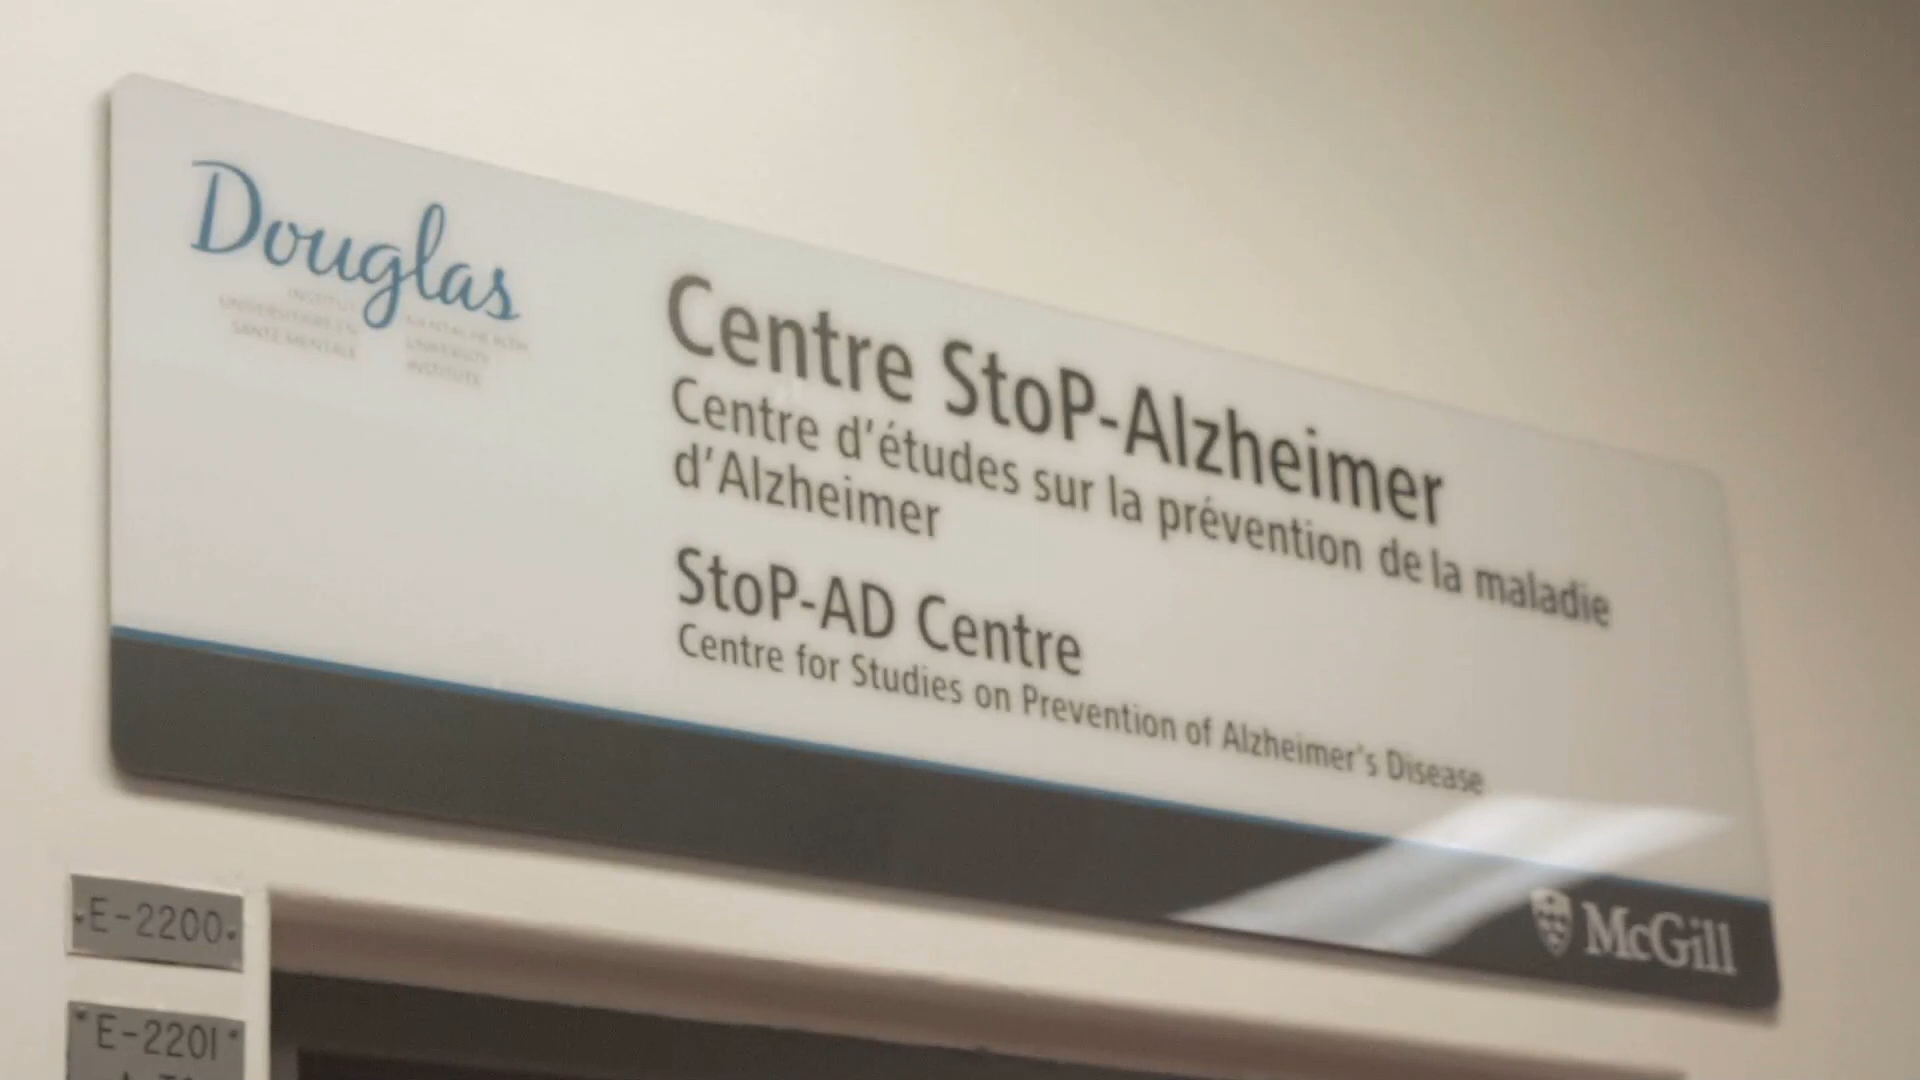 Douglas
INSTITUT
UNIVERSITAIRE EN
SANTÉ MENTALE
MENTAL HEALTH
UNIVERSITY
INSTITUTE
Centre StoP-Alzheimer
Centre d'études sur la prévention de la maladie
d'Alzheimer
StoP-AD Centre
Centre for Studies on Prevention of Alzheimer's Disease
McGill
E-2200
E-2201